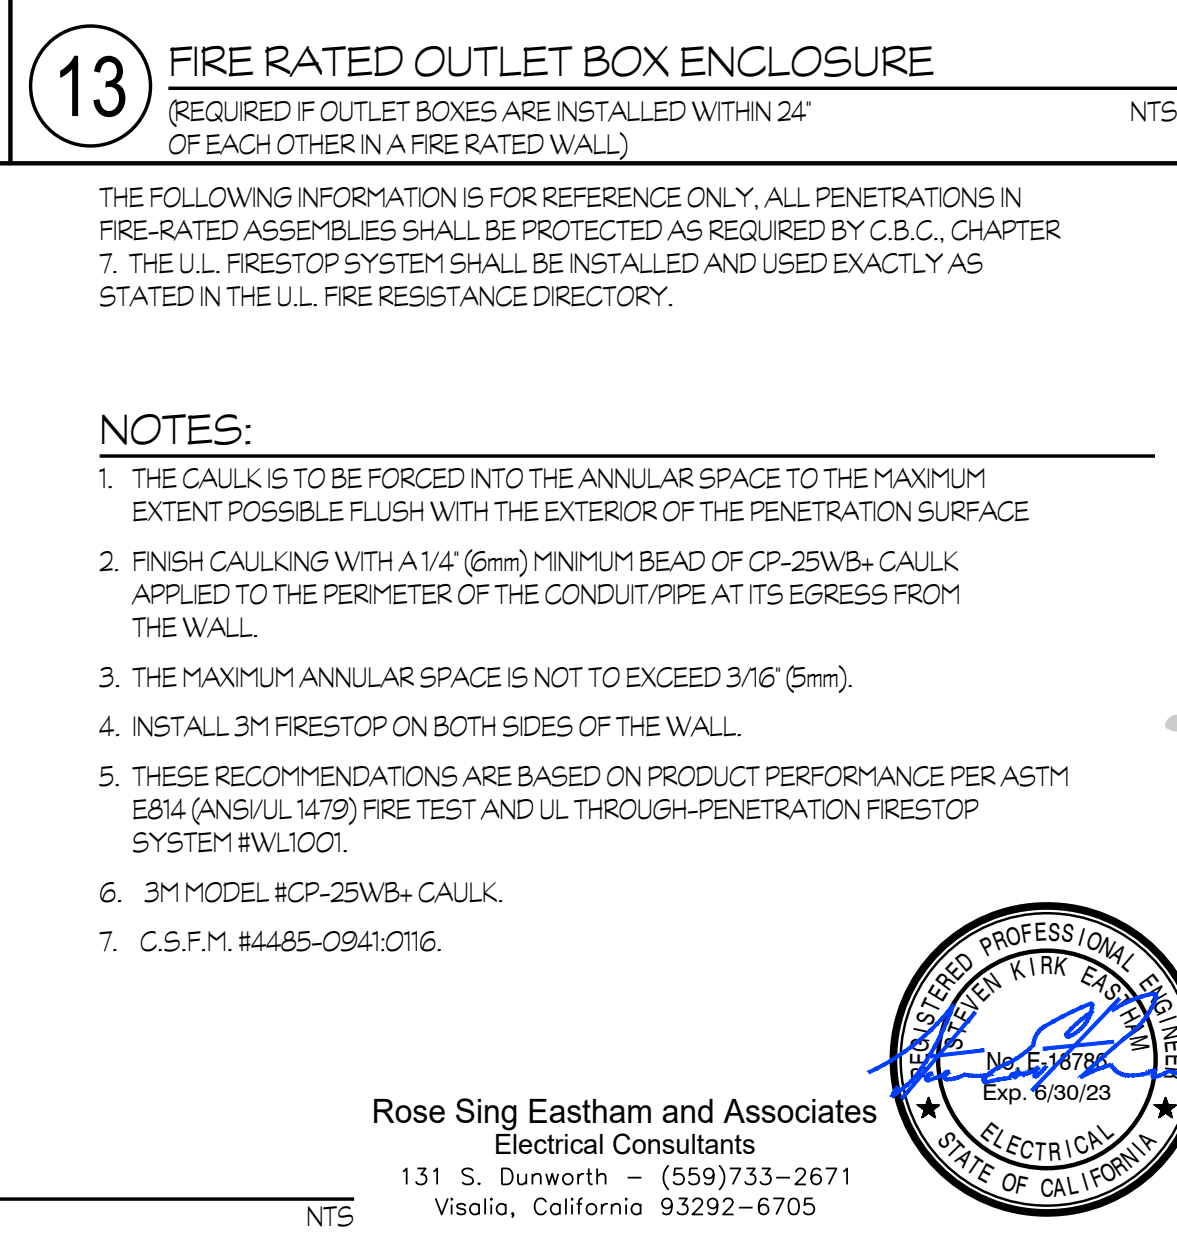 13
FIRE RATED OUTLET BOX ENCLOSURE
(REQUIRED IF OUTLET BOXES ARE INSTALLED WITHIN 24"
NTS
OF EACH OTHER IN A FIRE RATED WALL)
THE FOLLOWING INFORMATION IS FOR REFERENCE ONLY, ALL PENETRATIONS IN
FIRE-RATED ASSEMBLIES SHALL BE PROTECTED AS REQUIRED BY C.B.C., CHAPTER
7. THE U.L. FIRESTOP SYSTEM SHALL BE INSTALLED AND USED EXACTLY AS
STATED IN THE U.L. FIRE RESISTANCE DIRECTORY.
NOTES:
1. THE CAULK IS TO BE FORCED INTO THE ANNULAR SPACE TO THE MAXIMUM
EXTENT POSSIBLE FLUSH WITH THE EXTERIOR OF THE PENETRATION SURFACE
2. FINISH CAULKING WITH A 1/4" (6mm) MINIMUM BEAD OF CP-25WB+ CAULK
APPLIED TO THE PERIMETER OF THE CONDUIT/PIPE AT ITS EGRESS FROM
THE WALL.
3. THE MAXIMUM ANNULAR SPACE IS NOT TO EXCEED 3/16" (5mm).
4. INSTALL 3M FIRESTOP ON BOTH SIDES OF THE WALL.
5. THESE RECOMMENDATIONS ARE BASED ON PRODUCT PERFORMANCE PER ASTM
E814 (ANSI/UL 1479) FIRE TEST AND UL THROUGH-PENETRATION FIRESTOP
SYSTEM #WL1001.
6. 3M MODEL #CP-25WB+ CAULK.
7. C.S.F.M. #4485-0941:0116.
REGISTERED PROFESSIONAL ENGINEER
STEVEN KIRK EASTHAM
No. E-18786
Exp. 6/30/23
ELECTRICAL
STATE OF CALIFORNIA
Rose Sing Eastham and Associates
Electrical Consultants
131 S. Dunworth - (559)733-2671
Visalia, California 93292-6705
NTS